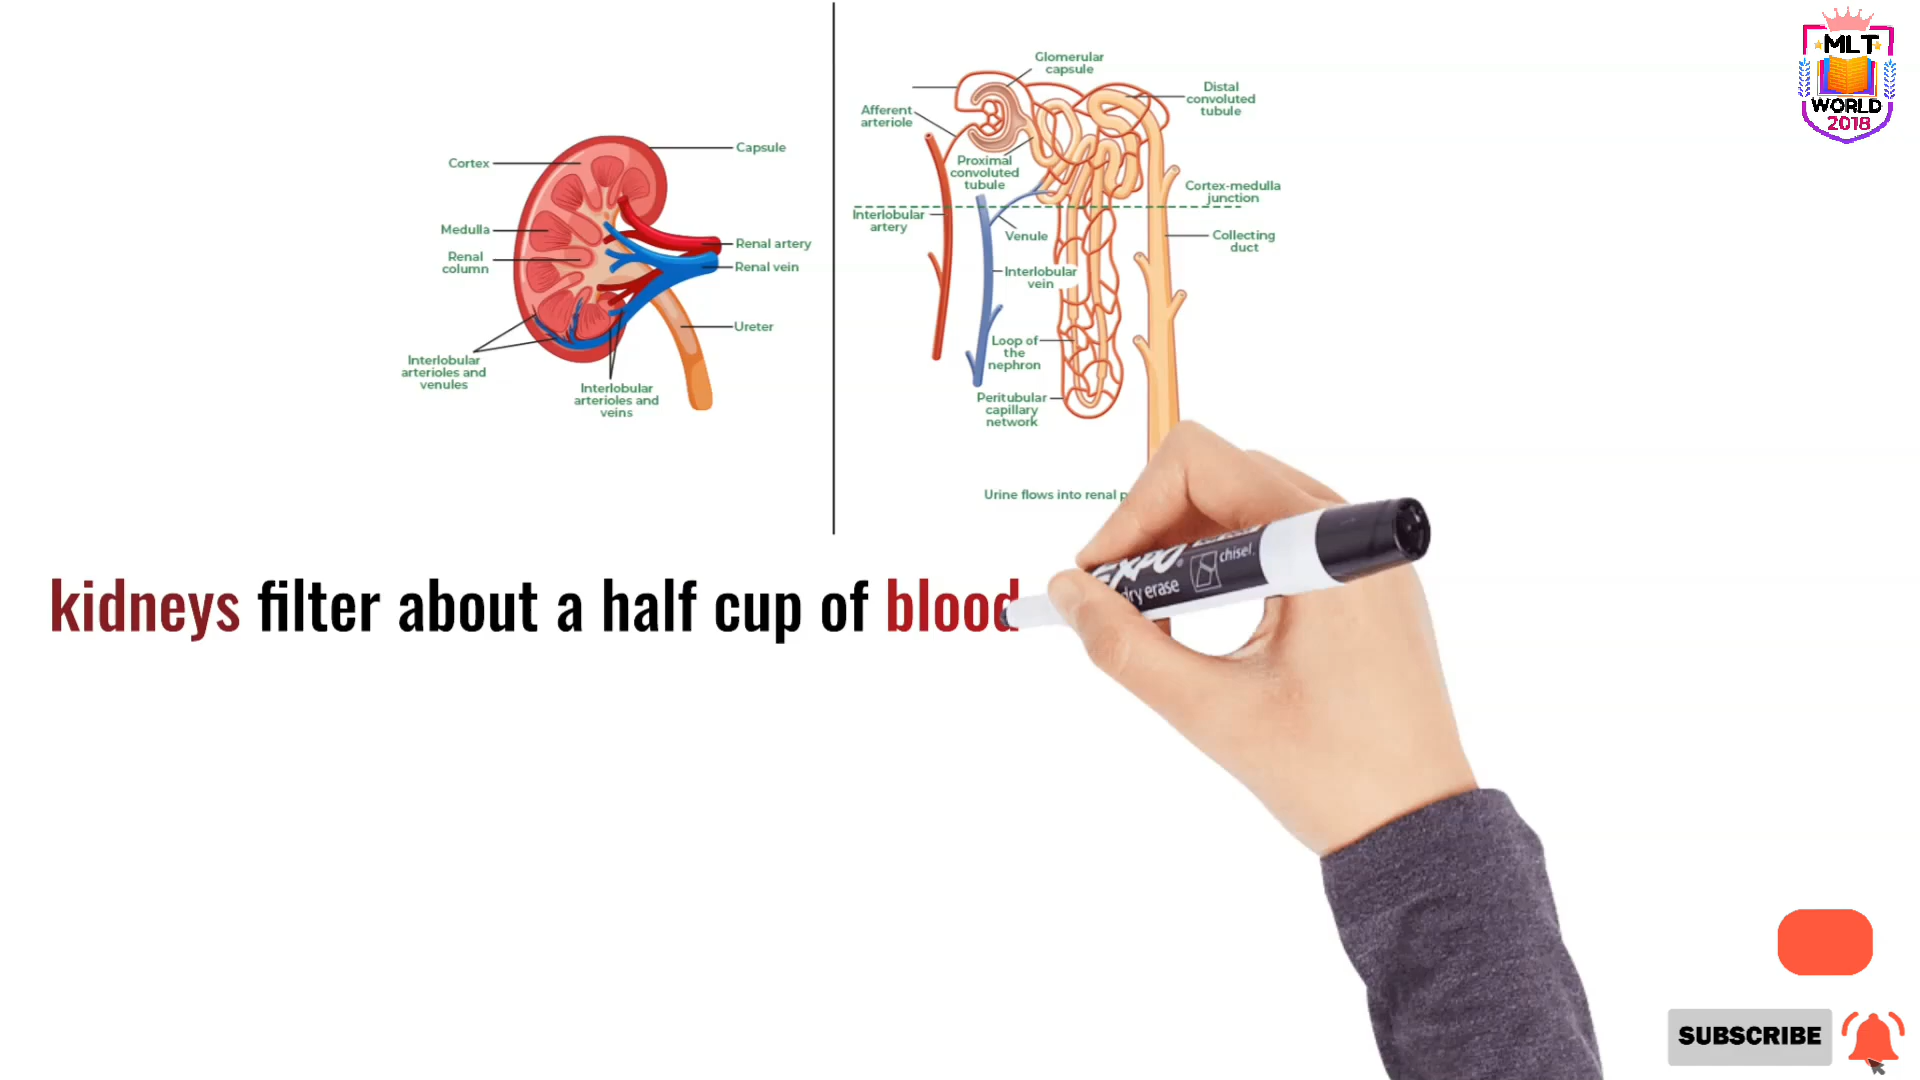 Cortex
Capsule
Medulla
Renal
column
Renal artery
Renal vein
Ureter
Interlobular
arterioles and
venules
Interlobular
arterioles and
veins
Glomerular
capsule
Afferent
arteriole
Distal
convoluted
tubule
Proximal
convoluted
tubule
Cortex-medulla
junction
Interlobular
artery
Venule
Collecting
duct
Interlobular
vein
Loop of
the
nephron
Peritubular
capillary
network
Urine flows into renal
kidneys filter about a half cup of blood
EXPO
chisel.
dry erase
MLT
WORLD
2018
SUBSCRIBE